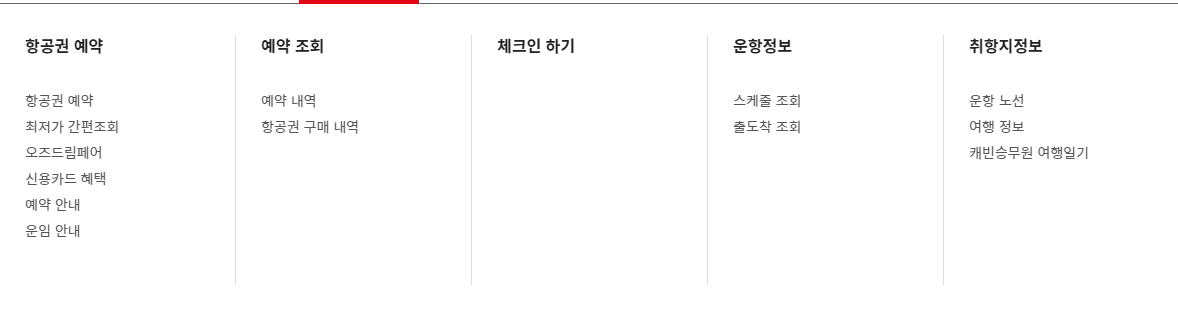 항공권 예약
항공권 예약
최저가 간편조회
오즈드림페어
신용카드 혜택
예약 안내
운임 안내
예약 조회
예약 내역
항공권 구매 내역
체크인 하기
운항정보
스케줄 조회
출도착 조회
취항지정보
운항 노선
여행 정보
캐빈승무원 여행일기